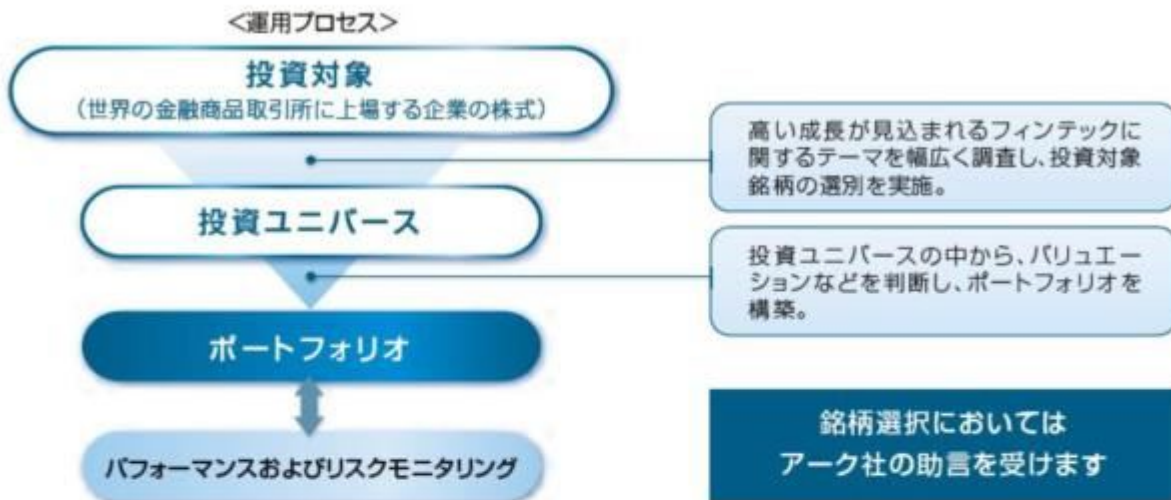 ＜運用プロセス＞
投資対象
（世界の金融商品取引所に上場する企業の株式）
高い成長が見込まれるフィンテックに
関するテーマを幅広く調査し、投資対象
銘柄の選別を実施。
投資ユニバース
投資ユニバースの中から、バリュエー
ションなどを判断し、ポートフォリオを
構築。
ポートフォリオ
パフォーマンスおよびリスクモニタリング
銘柄選択においては
アーク社の助言を受けます